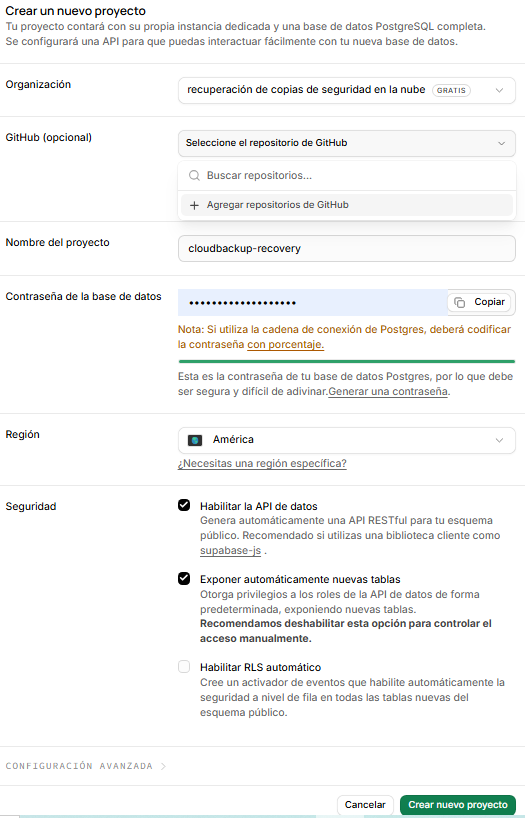 Crear un nuevo proyecto
Tu proyecto contará con su propia instancia dedicada y una base de datos PostgreSQL completa.
Se configurará una API para que puedas interactuar fácilmente con tu nueva base de datos.
Organización
recuperación de copias de seguridad en la nube GRATIS
GitHub (opcional)
Seleccione el repositorio de GitHub
Buscar repositorios...
+ Agregar repositorios de GitHub
Nombre del proyecto
cloudbackup-recovery
Contraseña de la base de datos
•••••••••••••••••••
Copiar
Nota: Si utiliza la cadena de conexión de Postgres, deberá codificar
la contraseña con porcentaje.
Esta es la contraseña de tu base de datos Postgres, por lo que debe
ser segura y difícil de adivinar.Generar una contraseña.
Región
América
¿Necesitas una región específica?
Seguridad
Habilitar la API de datos
Genera automáticamente una API RESTful para tu esquema
público. Recomendado si utilizas una biblioteca cliente como
supabase-js .
Exponer automáticamente nuevas tablas
Otorga privilegios a los roles de la API de datos de forma
predeterminada, exponiendo nuevas tablas.
Recomendamos deshabilitar esta opción para controlar el
acceso manualmente.
Habilitar RLS automático
Cree un activador de eventos que habilite automáticamente la
seguridad a nivel de fila en todas las tablas nuevas del
esquema público.
CONFIGURACIÓN AVANZADA
Cancelar
Crear nuevo proyecto